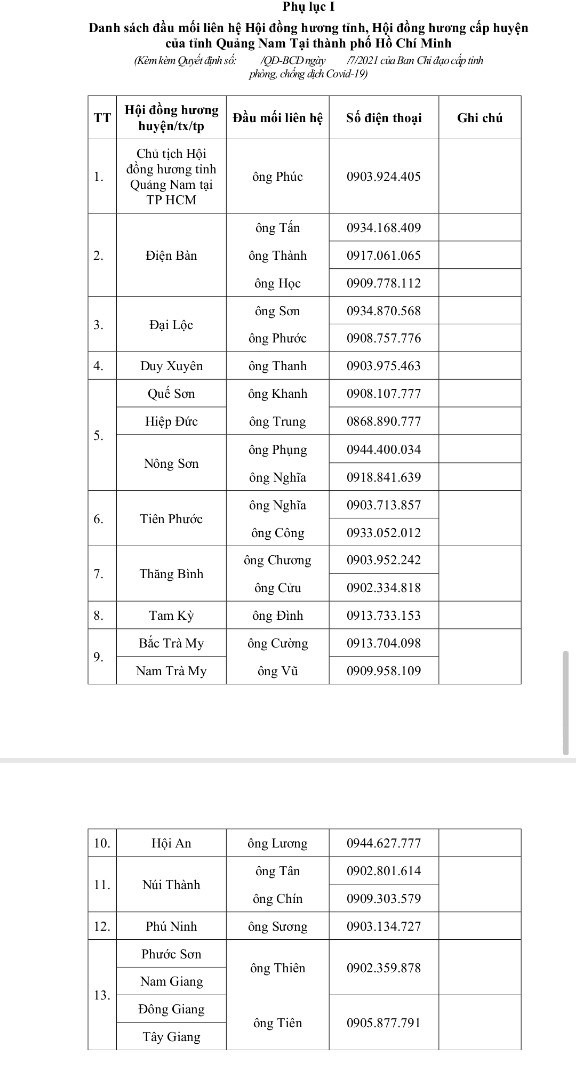 Phụ lục I
Danh sách đầu mối liên hệ Hội đồng hương tỉnh, Hội đồng hương cấp huyện
của tỉnh Quảng Nam Tại thành phố Hồ Chí Minh
(Kèm kèm Quyết định số: /QD-BCD ngày /7/2021 của Ban Chỉ đạo cấp tỉnh
phòng, chống dịch Covid-19)
TT Hội đồng hương huyện/tx/tp Đầu mối liên hệ Số điện thoại Ghi chú
1. Chủ tịch Hội đồng hương tỉnh Quảng Nam tại TP HCM ông Phúc 0903.924.405
2. Điện Bàn ông Tấn 0934.168.409
ông Thành 0917.061.065
ông Học 0909.778.112
3. Đại Lộc ông Sơn 0934.870.568
ông Phước 0908.757.776
4. Duy Xuyên ông Thanh 0903.975.463
5. Quế Sơn ông Khanh 0908.107.777
Hiệp Đức ông Trung 0868.890.777
Nông Sơn ông Phụng 0944.400.034
ông Nghĩa 0918.841.639
6. Tiên Phước ông Nghĩa 0903.713.857
ông Công 0933.052.012
7. Thăng Bình ông Chương 0903.952.242
ông Cửu 0902.334.818
8. Tam Kỳ ông Đình 0913.733.153
9. Bắc Trà My ông Cường 0913.704.098
Nam Trà My ông Vũ 0909.958.109
10. Hội An ông Lương 0944.627.777
11. Núi Thành ông Tân 0902.801.614
ông Chín 0909.303.579
12. Phú Ninh ông Sương 0903.134.727
13. Phước Sơn ông Thiên 0902.359.878
Nam Giang
Đông Giang ông Tiên 0905.877.791
Tây Giang